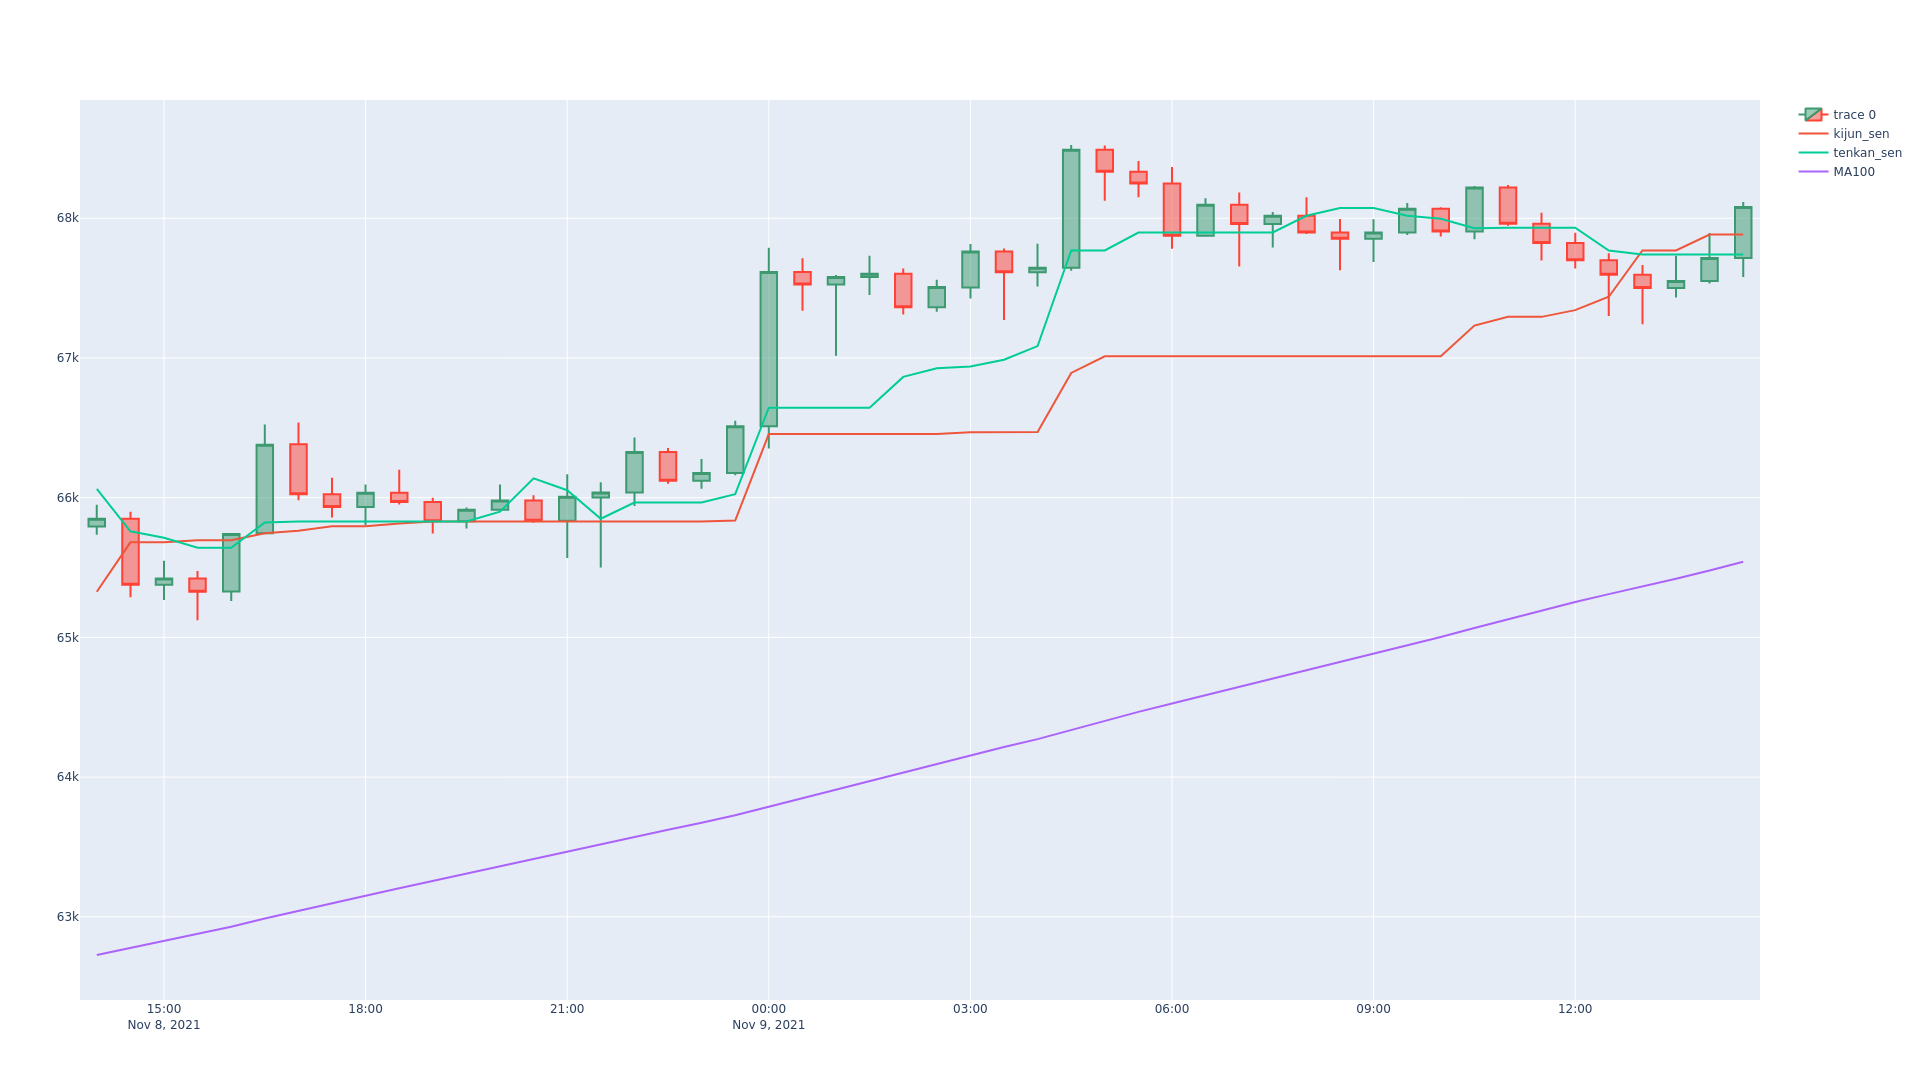 trace 0
kijun_sen
tenkan_sen
MA100
68k
67k
66k
65k
64k
63k
15:00 18:00 21:00 00:00 03:00 06:00 09:00 12:00
Nov 8, 2021 Nov 9, 2021